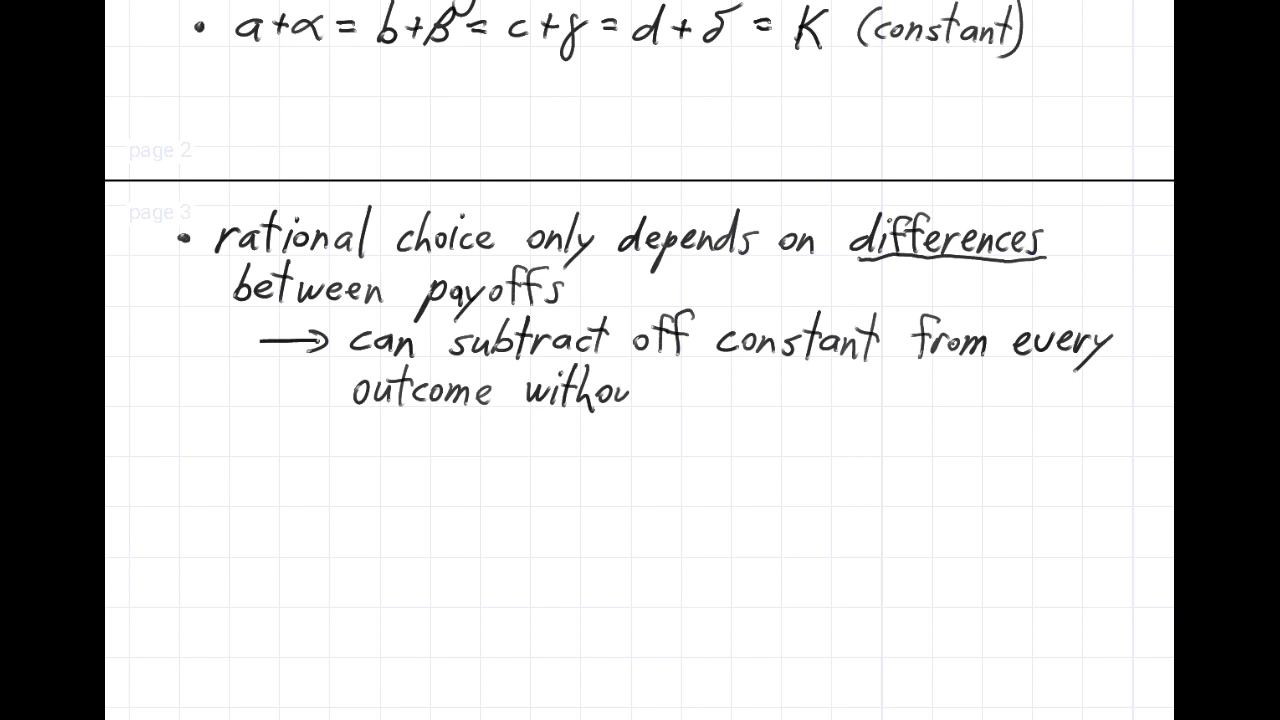 • a+α = b+β = c+γ = d+δ = K (constant)
page 2
page 3
• rational choice only depends on differences
between payoffs
→ can subtract off constant from every
outcome withou